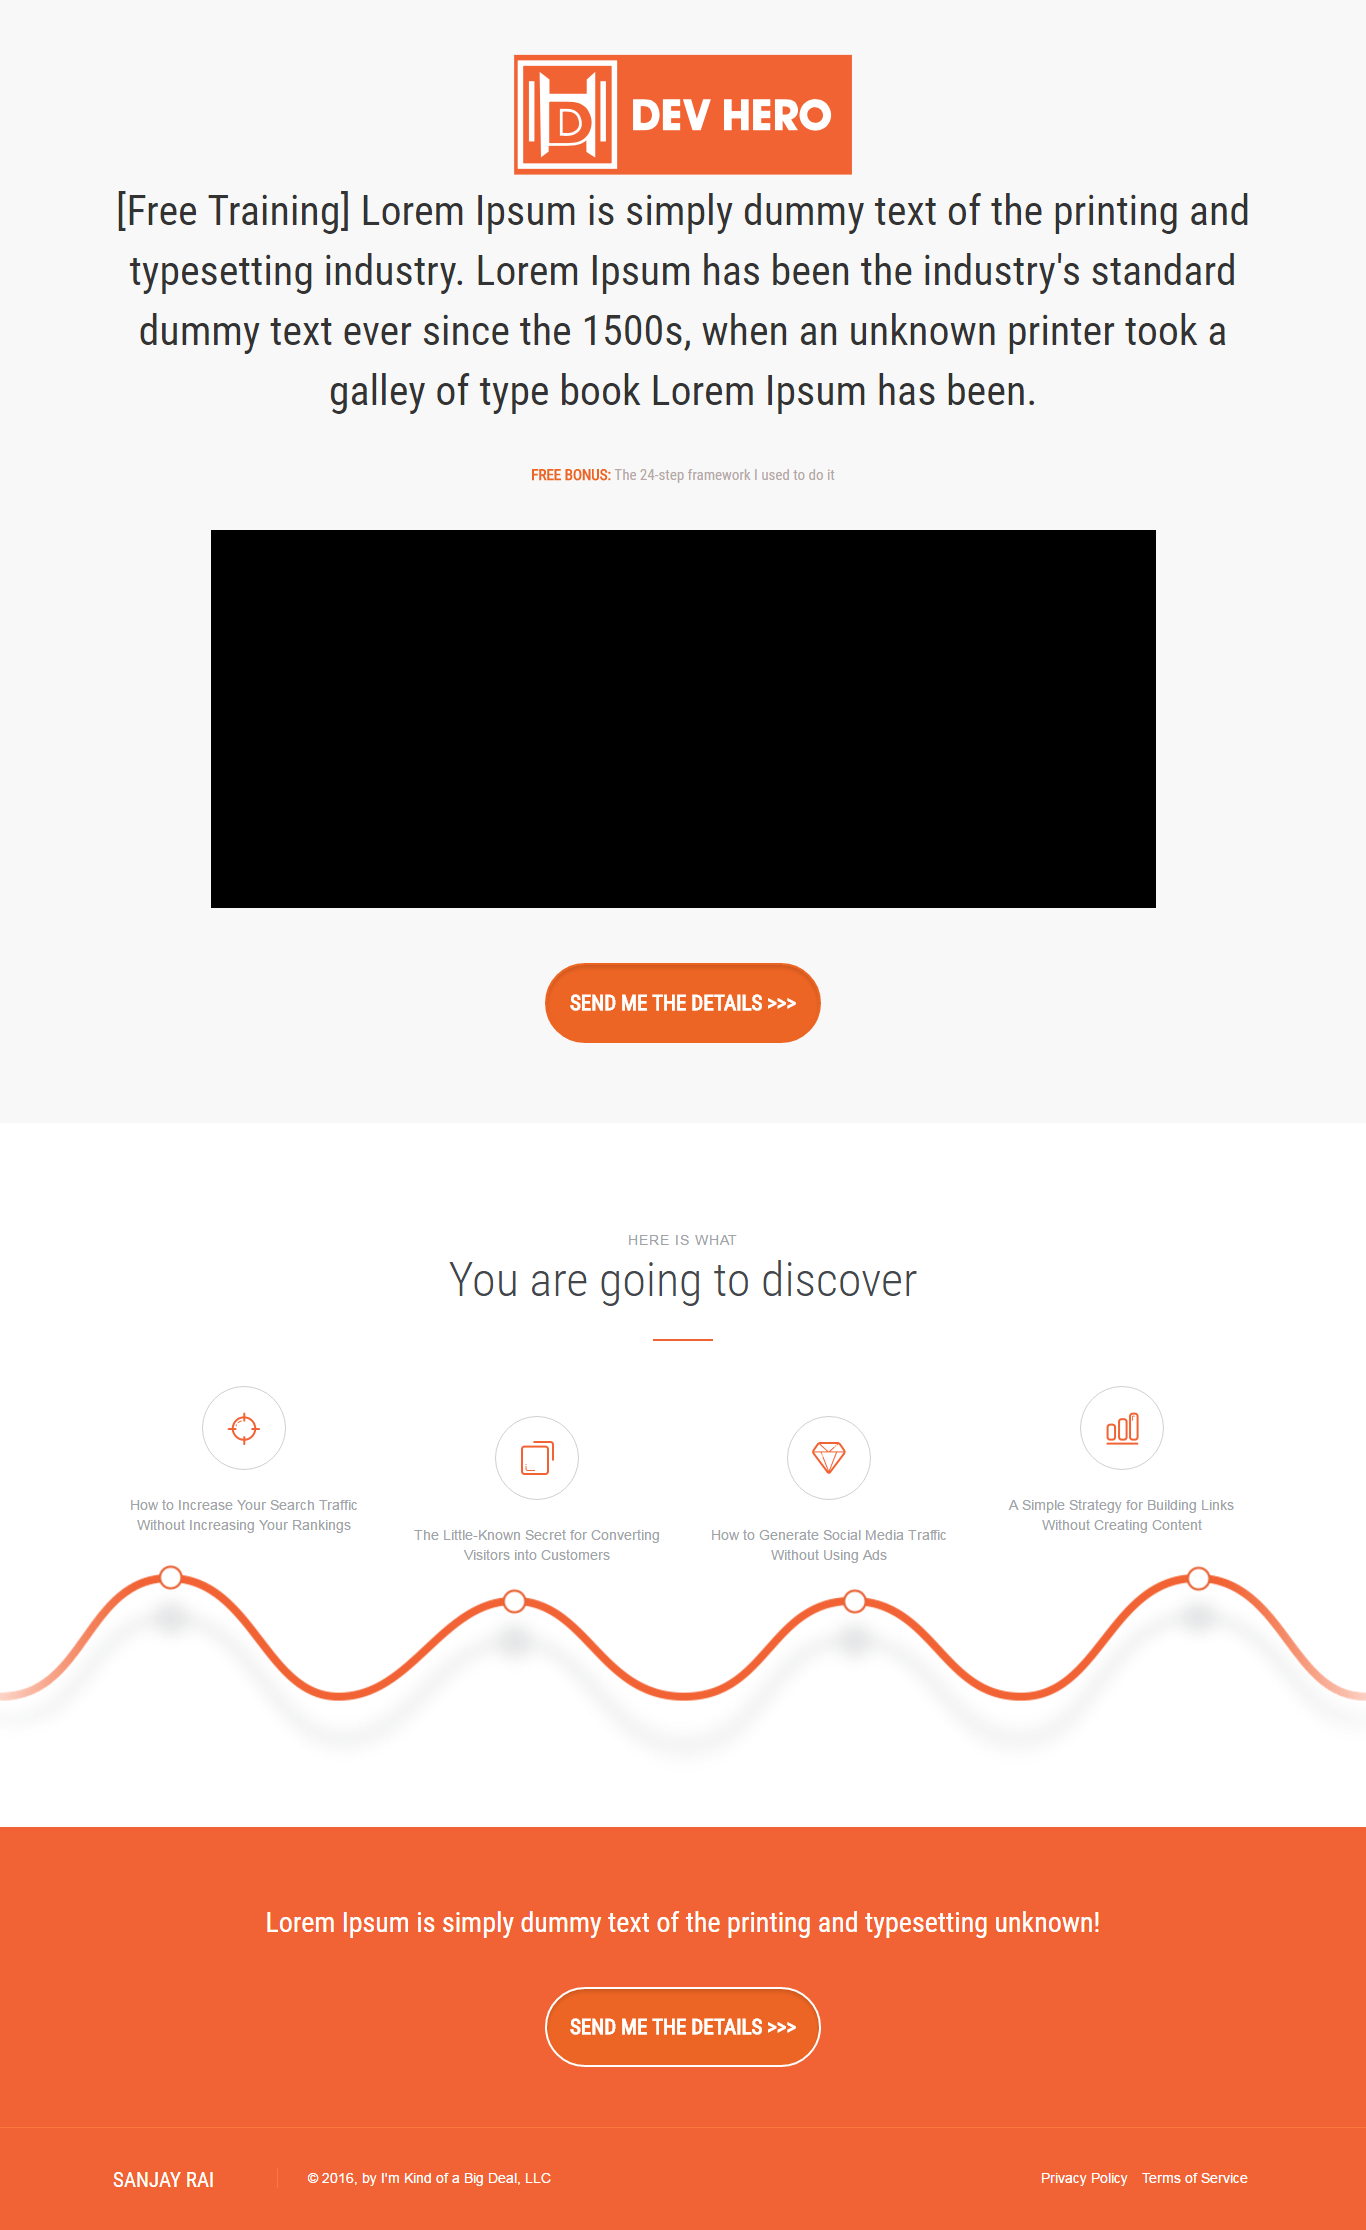 DEV HERO
[Free Training] Lorem Ipsum is simply dummy text of the printing and
typesetting industry. Lorem Ipsum has been the industry's standard
dummy text ever since the 1500s, when an unknown printer took a
galley of type book Lorem Ipsum has been.
FREE BONUS: The 24-step framework I used to do it
SEND ME THE DETAILS >>>
HERE IS WHAT
You are going to discover
How to Increase Your Search Traffic
Without Increasing Your Rankings
The Little-Known Secret for Converting
Visitors into Customers
How to Generate Social Media Traffic
Without Using Ads
A Simple Strategy for Building Links
Without Creating Content
Lorem Ipsum is simply dummy text of the printing and typesetting unknown!
SEND ME THE DETAILS >>>
SANJAY RAI
© 2016, by I'm Kind of a Big Deal, LLC
Privacy Policy Terms of Service